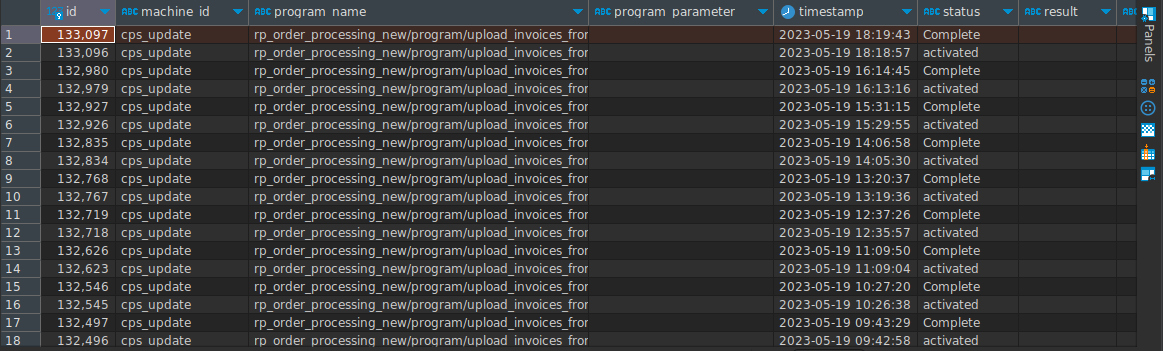 id machine_id program_name program_parameter timestamp status result
1 133,097 cps_update rp_order_processing_new/program/upload_invoices_fror 2023-05-19 18:19:43 Complete
2 133,096 cps_update rp_order_processing_new/program/upload_invoices_fror 2023-05-19 18:18:57 activated
3 132,980 cps_update rp_order_processing_new/program/upload_invoices_fror 2023-05-19 16:14:45 Complete
4 132,979 cps_update rp_order_processing_new/program/upload_invoices_fror 2023-05-19 16:13:16 activated
5 132,927 cps_update rp_order_processing_new/program/upload_invoices_fror 2023-05-19 15:31:15 Complete
6 132,926 cps_update rp_order_processing_new/program/upload_invoices_fror 2023-05-19 15:29:55 activated
7 132,835 cps_update rp_order_processing_new/program/upload_invoices_fror 2023-05-19 14:06:58 Complete
8 132,834 cps_update rp_order_processing_new/program/upload_invoices_fror 2023-05-19 14:05:30 activated
9 132,768 cps_update rp_order_processing_new/program/upload_invoices_fror 2023-05-19 13:20:37 Complete
10 132,767 cps_update rp_order_processing_new/program/upload_invoices_fror 2023-05-19 13:19:36 activated
11 132,719 cps_update rp_order_processing_new/program/upload_invoices_fror 2023-05-19 12:37:26 Complete
12 132,718 cps_update rp_order_processing_new/program/upload_invoices_fror 2023-05-19 12:35:57 activated
13 132,626 cps_update rp_order_processing_new/program/upload_invoices_fror 2023-05-19 11:09:50 Complete
14 132,623 cps_update rp_order_processing_new/program/upload_invoices_fror 2023-05-19 11:09:04 activated
15 132,546 cps_update rp_order_processing_new/program/upload_invoices_fror 2023-05-19 10:27:20 Complete
16 132,545 cps_update rp_order_processing_new/program/upload_invoices_fror 2023-05-19 10:26:38 activated
17 132,497 cps_update rp_order_processing_new/program/upload_invoices_fror 2023-05-19 09:43:29 Complete
18 132,496 cps_update rp_order_processing_new/program/upload_invoices_fror 2023-05-19 09:42:58 activated
Panels